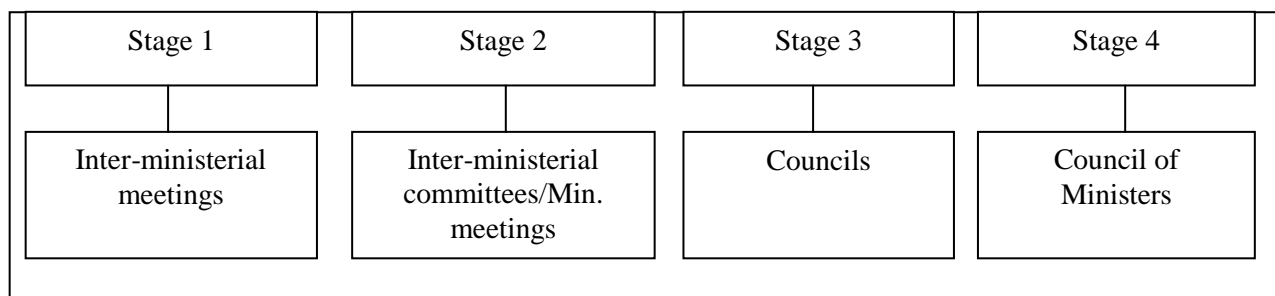 Stage 1
Stage 2
Stage 3
Stage 4
Inter-ministerial
meetings
Inter-ministerial
committees/Min.
meetings
Councils
Council of
Ministers